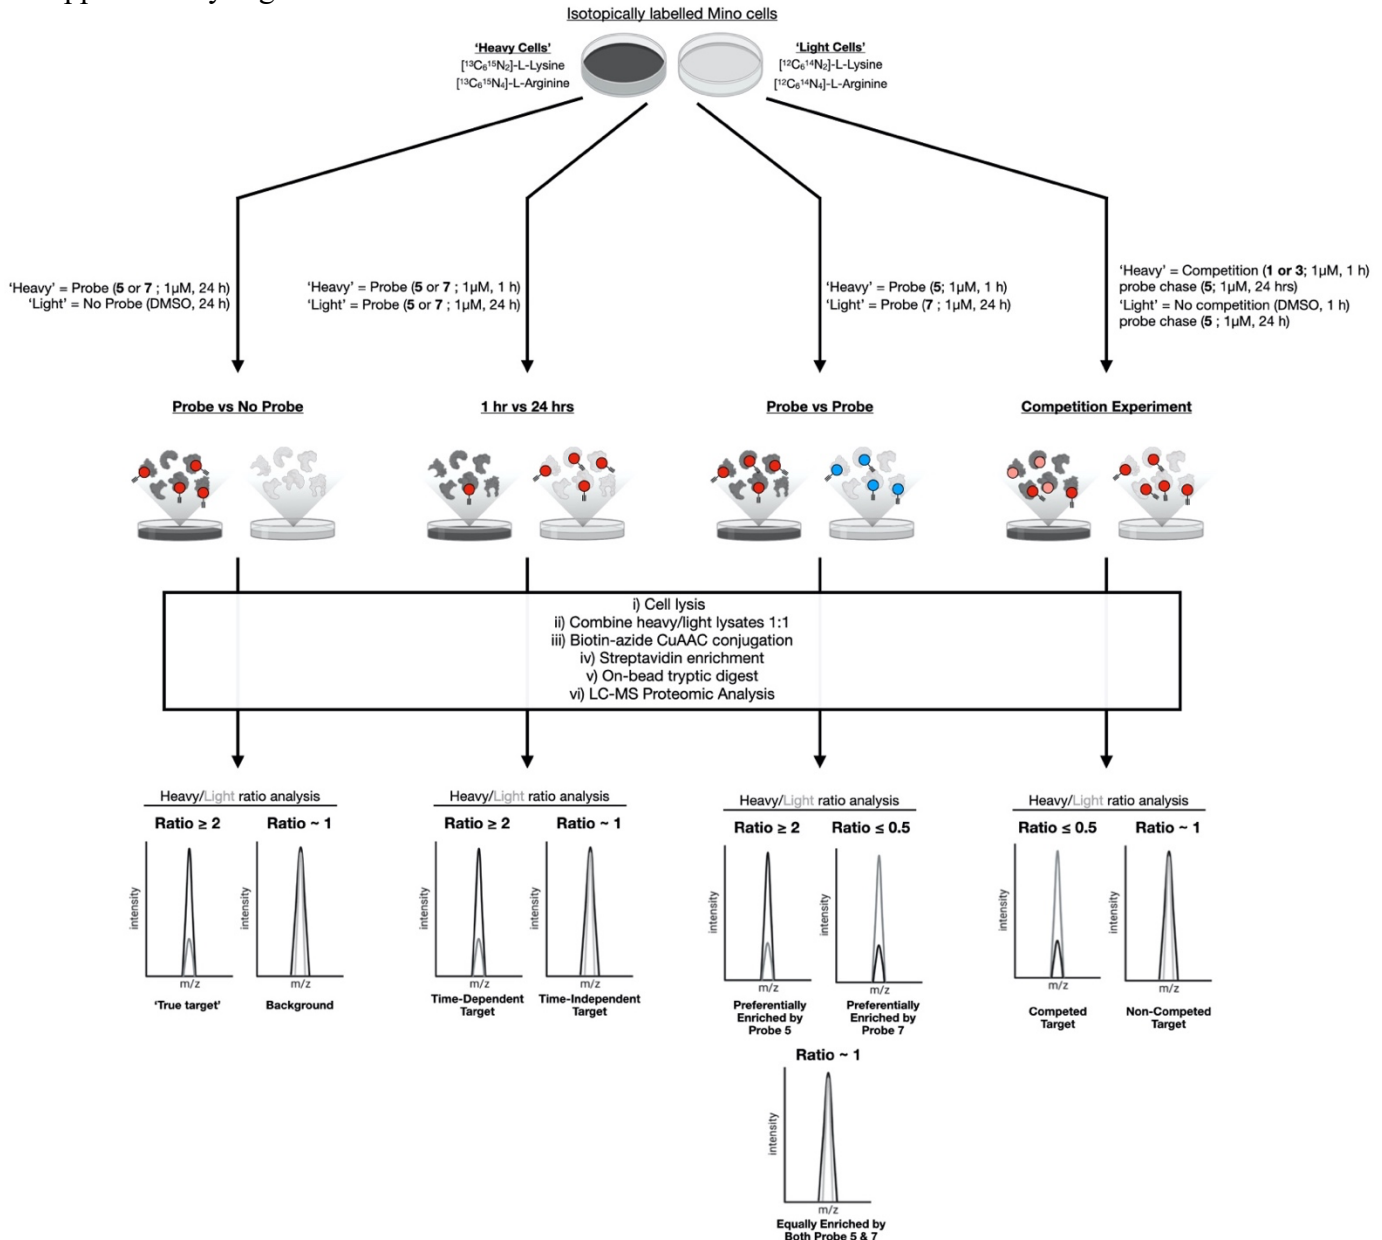 Isotopically labelled Mino cells
'Heavy Cells'
[¹³C₆¹⁵N₂]-L-Lysine
[¹³C₆¹⁵N₄]-L-Arginine
'Light Cells'
[¹²C₆¹⁴N₂]-L-Lysine
[¹²C₆¹⁴N₄]-L-Arginine
'Heavy' = Probe (5 or 7 ; 1µM, 24 h)
'Light' = No Probe (DMSO, 24 h)
'Heavy' = Probe (5 or 7 ; 1µM, 1 h)
'Light' = Probe (5 or 7 ; 1µM, 24 h)
'Heavy' = Probe (5; 1µM, 1 h)
'Light' = Probe (7 ; 1µM, 24 h)
'Heavy' = Competition (1 or 3; 1µM, 1 h)
probe chase (5; 1µM, 24 hrs)
'Light' = No competition (DMSO, 1 h)
probe chase (5 ; 1µM, 24 h)
Probe vs No Probe
1 hr vs 24 hrs
Probe vs Probe
Competition Experiment
i) Cell lysis
ii) Combine heavy/light lysates 1:1
iii) Biotin-azide CuAAC conjugation
iv) Streptavidin enrichment
v) On-bead tryptic digest
vi) LC-MS Proteomic Analysis
Heavy/Light ratio analysis
Ratio ≥ 2
Ratio ~ 1
intensity
m/z
'True target'
intensity
m/z
Background
Heavy/Light ratio analysis
Ratio ≥ 2
Ratio ~ 1
intensity
m/z
Time-Dependent
Target
intensity
m/z
Time-Independent
Target
Heavy/Light ratio analysis
Ratio ≥ 2
Ratio ≤ 0.5
intensity
m/z
Preferentially
Enriched by
Probe 5
intensity
m/z
Preferentially
Enriched by
Probe 7
Ratio ~ 1
intensity
m/z
Equally Enriched by
Both Probe 5 & 7
Heavy/Light ratio analysis
Ratio ≤ 0.5
Ratio ~ 1
intensity
m/z
Competed
Target
intensity
m/z
Non-Competed
Target